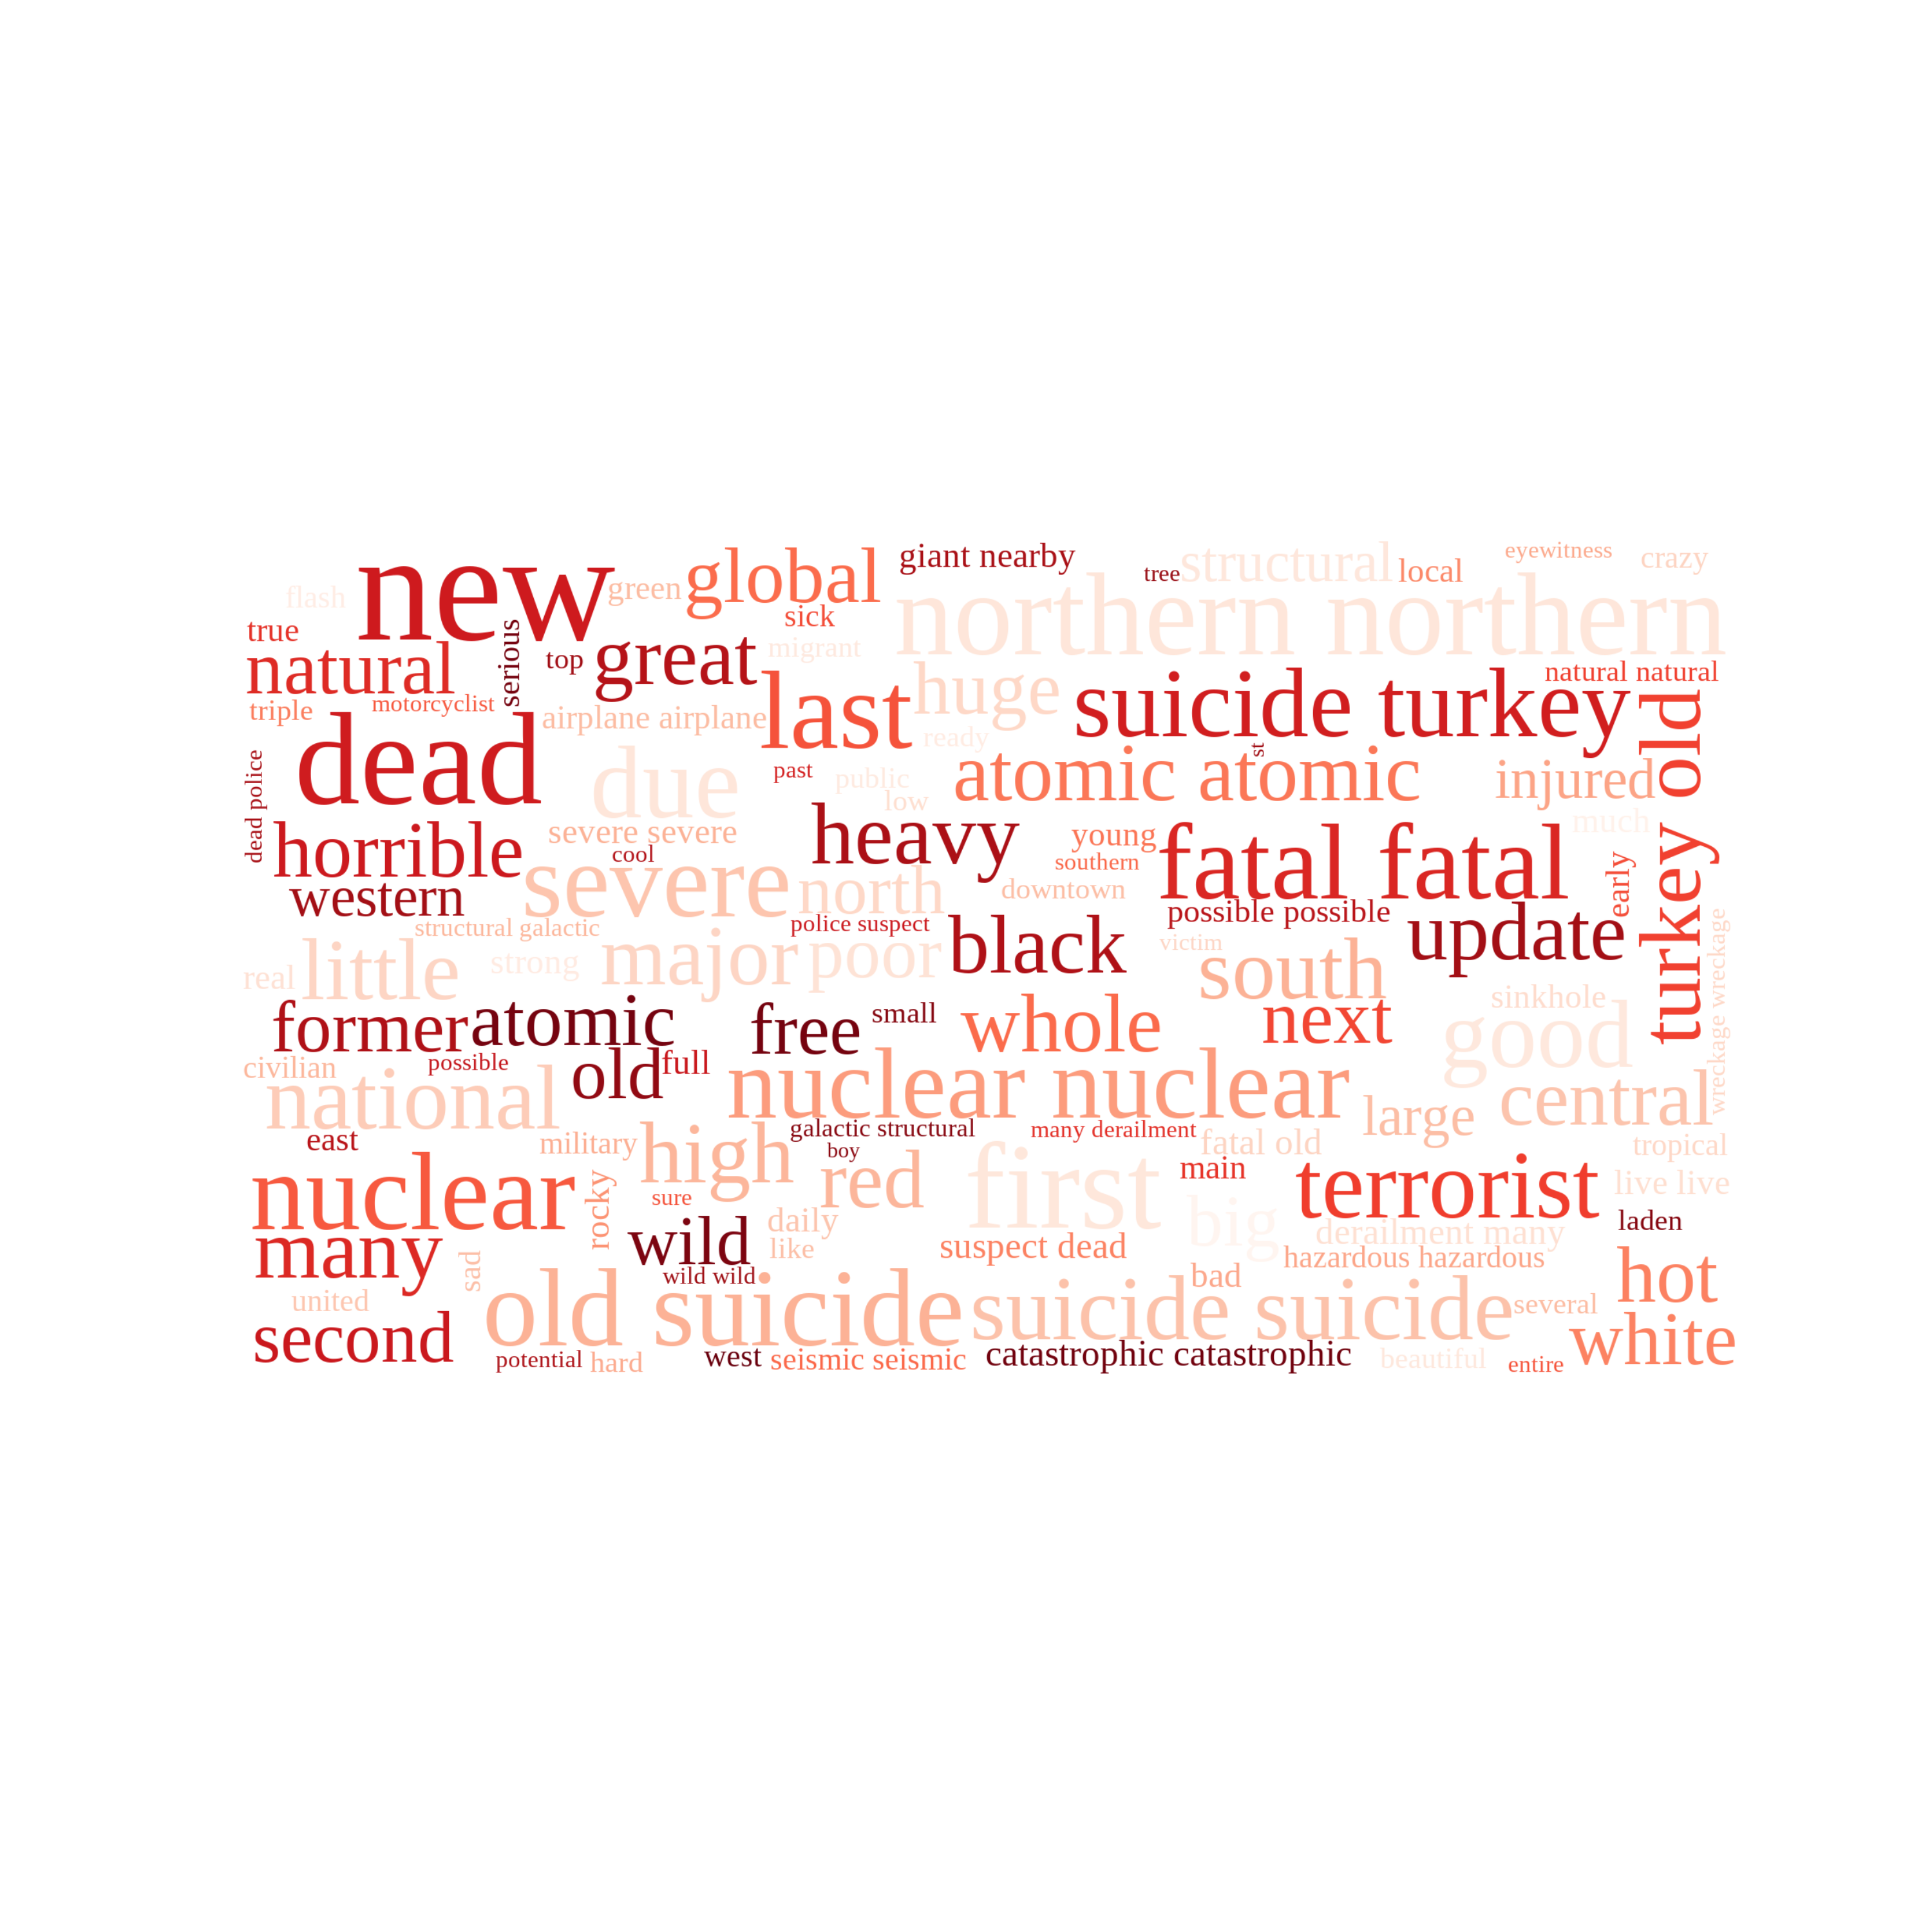 new
global
giant nearby
tree
structural
local
eyewitness
crazy
flash
green
northern northern
true
serious
sick
natural
top
great
migrant
last
huge
suicide turkey
natural natural
turkey old
triple
motorcyclist
airplane airplane
ready
st
dead
due
past
public
low
atomic atomic
injured
dead police
horrible
severe severe
cool
heavy
young
southern
fatal fatal
much
early
western
severe
north
downtown
possible possible
update
structural galactic
police suspect
black
victim
wreckage wreckage
real
little
strong
major
poor
south
sinkhole
former
atomic
free
small
whole
next
good
civilian
possible
old
full
nuclear nuclear
national
large
central
east
military
high
galactic structural
boy
many derailment
fatal old
tropical
nuclear
rocky
sure
red
first
main
terrorist
live live
many
wild
daily
like
suspect dead
big
derailment many
laden
hazardous hazardous
sad
wild wild
bad
hot
united
old suicide
suicide suicide
several
second
white
potential
hard
west
seismic seismic
catastrophic catastrophic
beautiful
entire